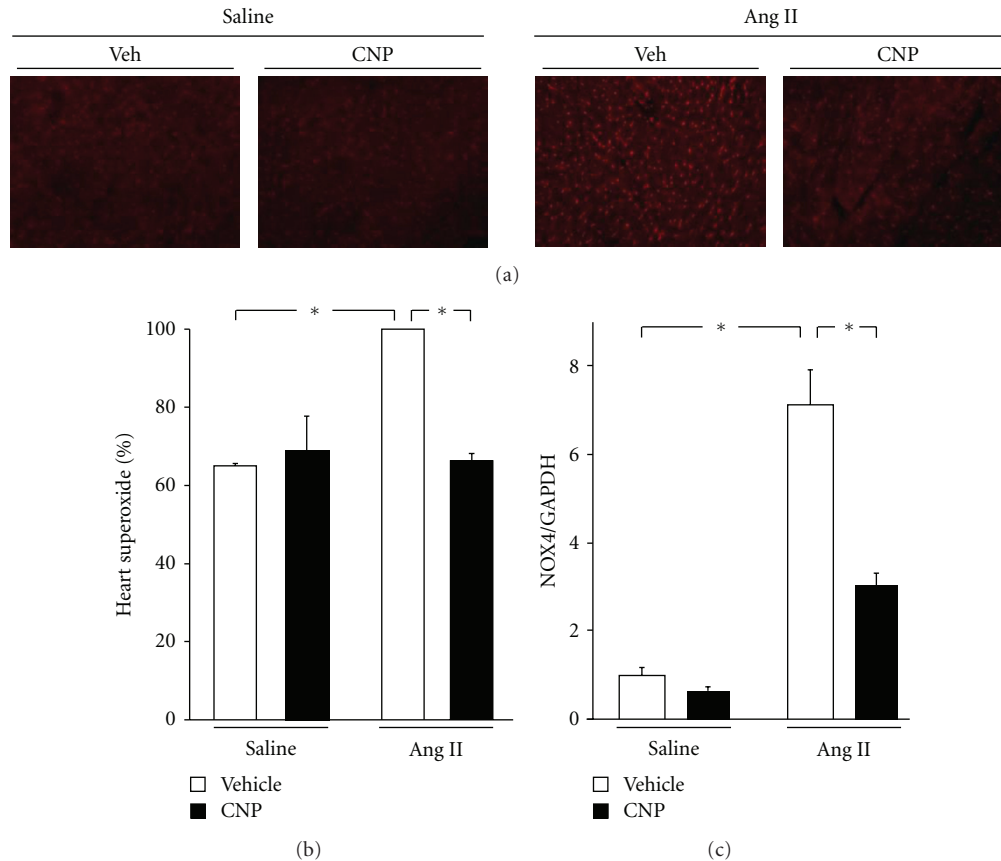 Saline
Ang II
Veh
CNP
Veh
CNP
(a)
Heart superoxide (%)
100
80
60
40
20
0
*
*
Saline
Ang II
Vehicle
CNP
(b)
NOX4/GAPDH
8
6
4
2
0
*
*
Saline
Ang II
Vehicle
CNP
(c)